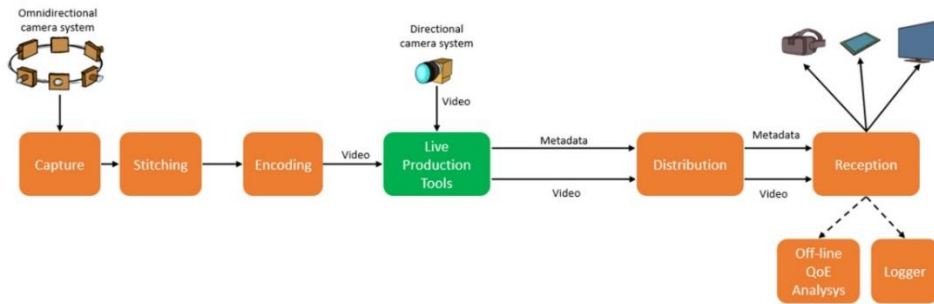 Omnidirectional
camera system
Directional
camera system
Video
Capture
Stitching
Encoding
Video
Live
Production
Tools
Metadata
Video
Distribution
Metadata
Video
Reception
Off-line
QoE
Analysys
Logger